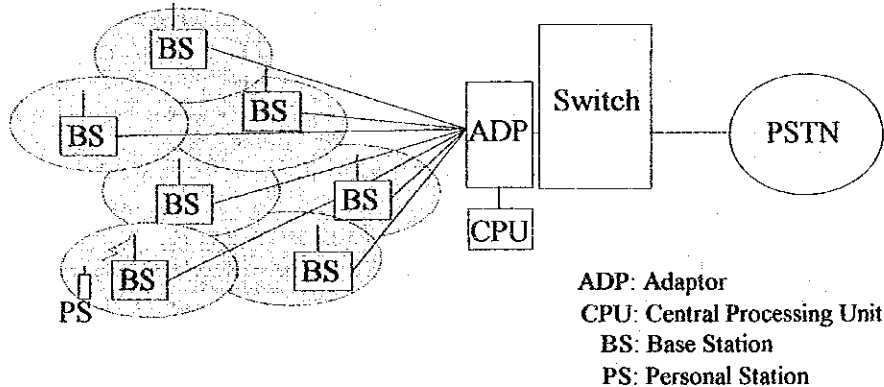 BS
BS
BS
BS
BS
BS
BS
PS
ADP
CPU
Switch
PSTN
ADP: Adaptor
CPU: Central Processing Unit
BS: Base Station
PS: Personal Station